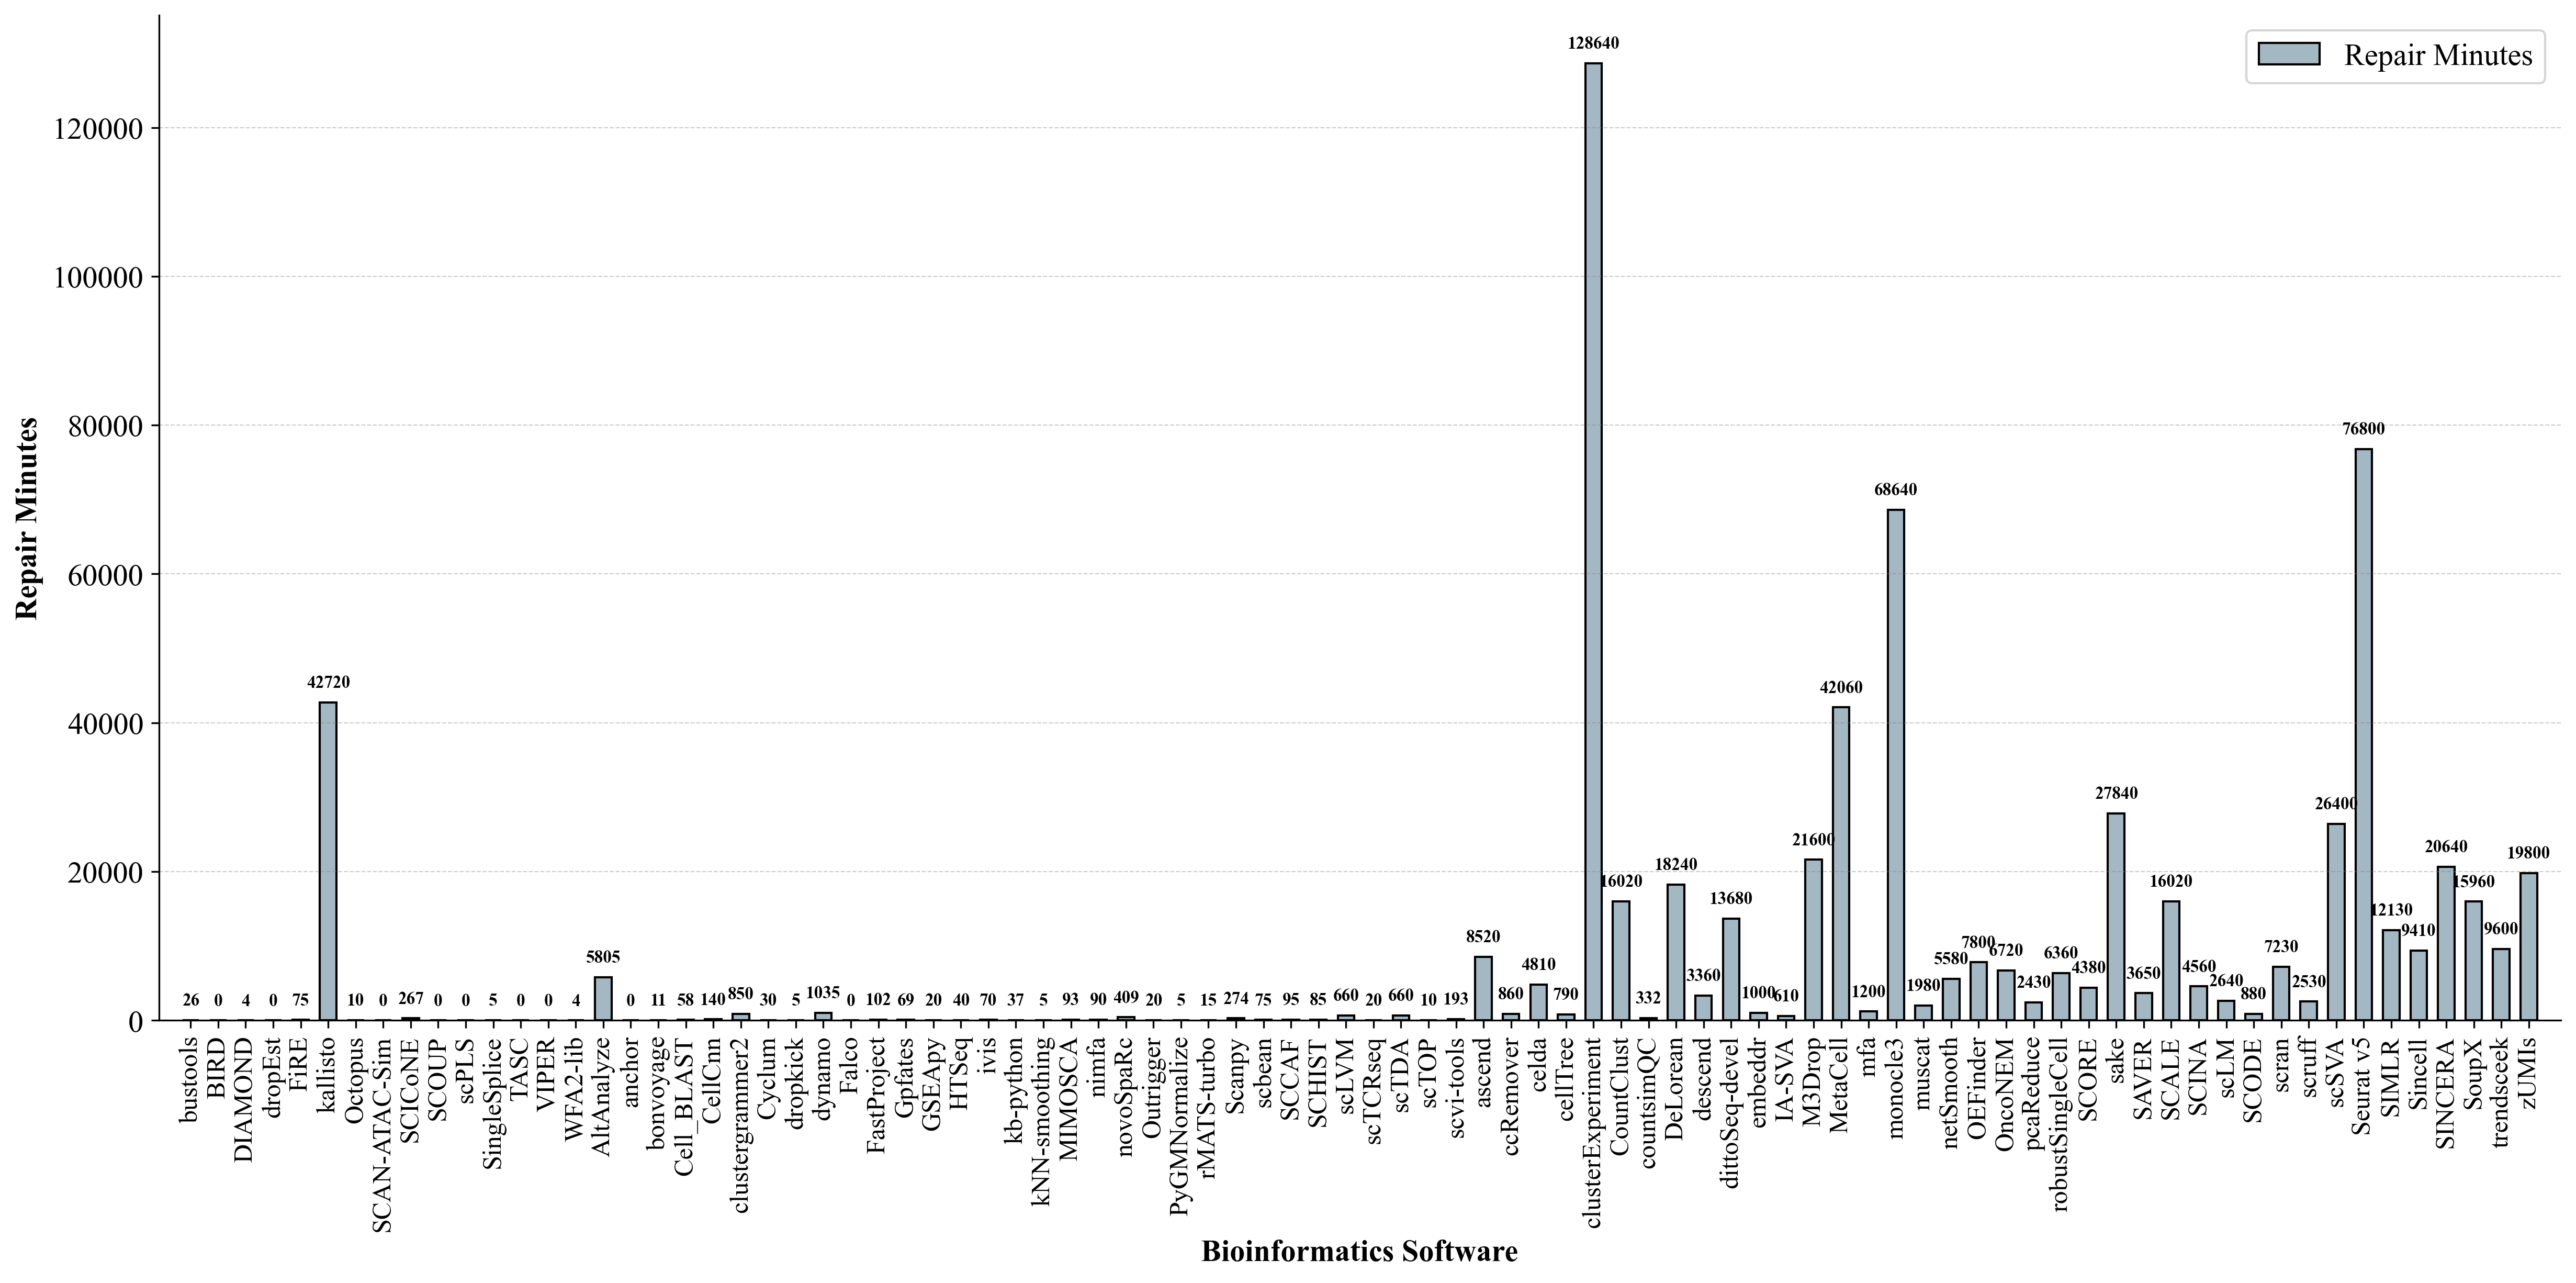 Repair Minutes
Repair Minutes
120000
100000
80000
60000
40000
20000
0
26
0
4
0
75
42720
10
0
267
0
0
5
0
0
4
5805
0
11
58
140
850
30
5
1035
0
102
69
20
40
70
37
5
93
90
409
20
5
15
274
75
95
85
660
20
660
10
193
8520
860
4810
790
128640
16020
332
18240
3360
13680
1000
610
21600
42060
1200
68640
1980
5580
7800
6720
2430
6360
4380
27840
3650
16020
4560
2640
880
7230
2530
26400
76800
12130
9410
20640
15960
9600
19800
bustools
BIRD
DIAMOND
dropEst
FiRE
kallisto
Octopus
SCAN-ATAC-Sim
SCICoNE
SCOUP
scPLS
SingleSplice
TASC
VIPER
WFA2-lib
AltAnalyze
anchor
bonvoyage
Cell_BLAST
CellCnn
clustergrammer2
Cyclum
dropkick
dynamo
Falco
FastProject
Gpfates
GSEApy
HTSeq
ivis
kb-python
kNN-smoothing
MIMOSCA
nimfa
novoSpaRc
Outrigger
PyGMNormalize
rMATS-turbo
Scanpy
scbean
SCCAF
SCHIST
scLVM
scTCRseq
scTDA
scTOP
scvi-tools
ascend
ccRemover
celda
cellTree
clusterExperiment
CountClust
countsimQC
DeLorean
descend
dittoSeq-devel
embeddr
IA-SVA
M3Drop
MetaCell
mfa
monocle3
muscat
netSmooth
OEFinder
OncoNEM
pcaReduce
robustSingleCell
SCORE
sake
SAVER
SCALE
SCINA
scLM
SCODE
scran
scruff
scSVA
Seurat v5
SIMLR
Sincell
SINCERA
SoupX
trendsceek
zUMIs
Bioinformatics Software